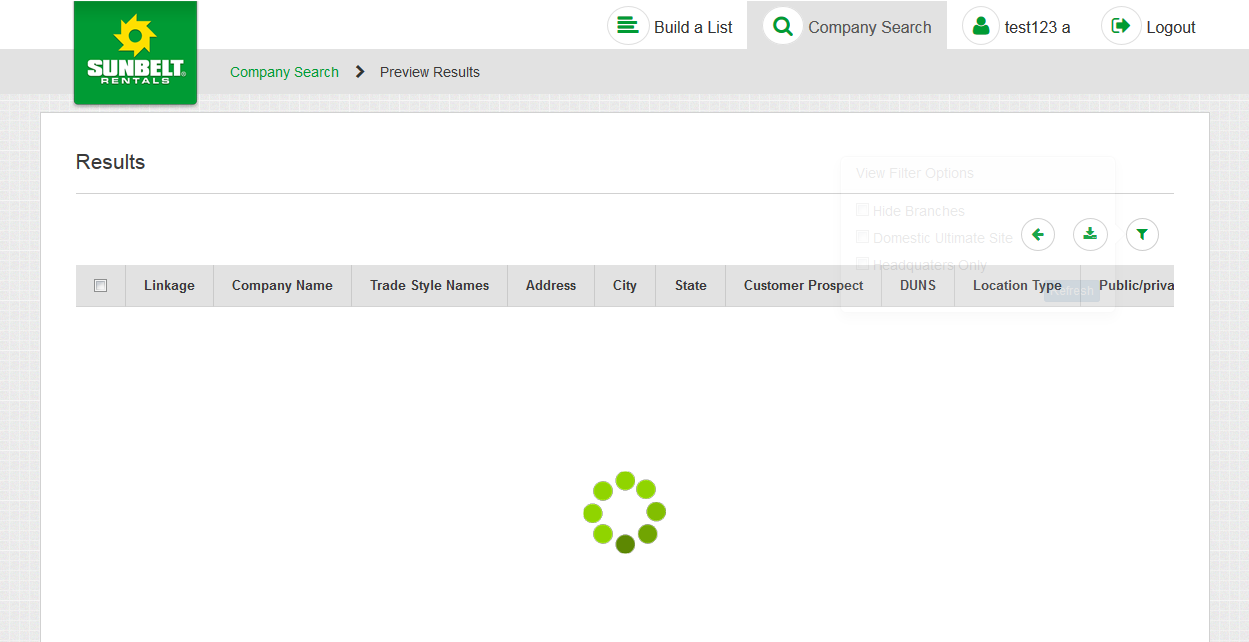 Build a List
Company Search
test123 a
Logout
SUNBELT®
RENTALS
Company Search
Preview Results
Results
View Filter Options
Hide Branches
Domestic Ultimate Site
Headquaters Only
Refresh
Linkage
Company Name
Trade Style Names
Address
City
State
Customer Prospect
DUNS
Location Type
Public/priva